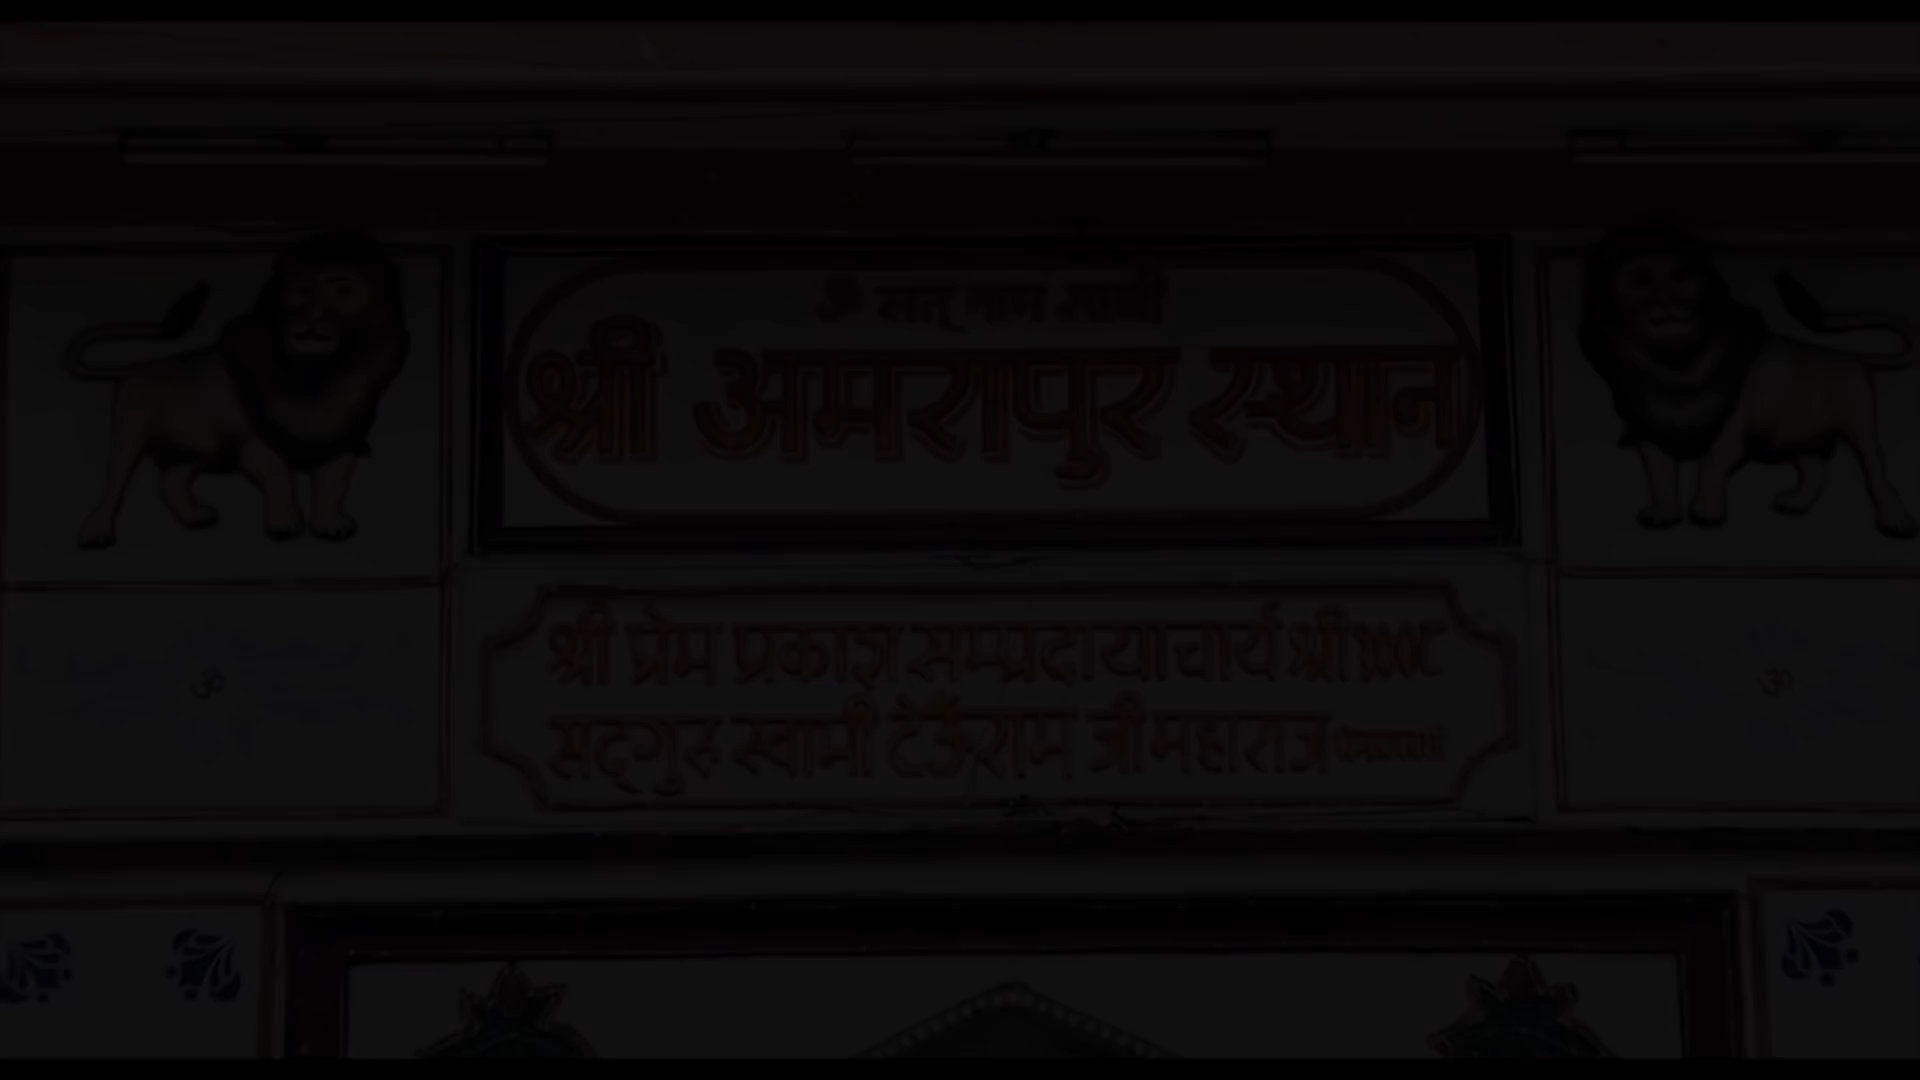 ॐ सत् नाम साक्षी
श्री अमरापुर स्थान
ॐ
श्री प्रेम प्रकाश सम्प्रदायाचार्य श्री १००८
ॐ
सद्गुरु स्वामी टेऊँराम जी महाराज